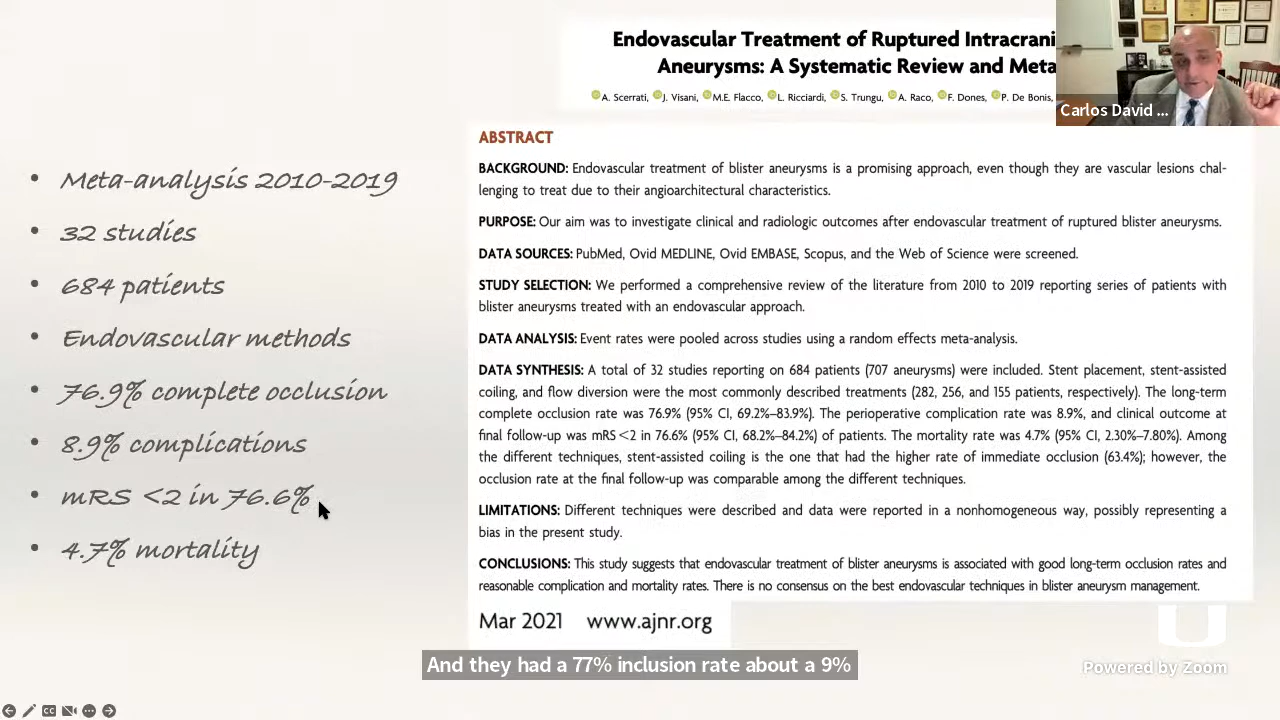 Endovascular Treatment of Ruptured Intracrani
Aneurysms: A Systematic Review and Meta
A. Scerrati, J. Visani, M.E. Flacco, L. Ricciardi, S. Trungu, A. Raco, F. Dones, P. De Bonis,
Carlos David ...
• Meta-analysis 2010-2019
• 32 studies
• 684 patients
• Endovascular methods
• 76.9% complete occlusion
• 8.9% complications
• mRS <2 in 76.6%
• 4.7% mortality
ABSTRACT
BACKGROUND: Endovascular treatment of blister aneurysms is a promising approach, even though they are vascular lesions chal-
lenging to treat due to their angioarchitectural characteristics.
PURPOSE: Our aim was to investigate clinical and radiologic outcomes after endovascular treatment of ruptured blister aneurysms.
DATA SOURCES: PubMed, Ovid MEDLINE, Ovid EMBASE, Scopus, and the Web of Science were screened.
STUDY SELECTION: We performed a comprehensive review of the literature from 2010 to 2019 reporting series of patients with
blister aneurysms treated with an endovascular approach.
DATA ANALYSIS: Event rates were pooled across studies using a random effects meta-analysis.
DATA SYNTHESIS: A total of 32 studies reporting on 684 patients (707 aneurysms) were included. Stent placement, stent-assisted
coiling, and flow diversion were the most commonly described treatments (282, 256, and 155 patients, respectively). The long-term
complete occlusion rate was 76.9% (95% CI, 69.2%–83.9%). The perioperative complication rate was 8.9%, and clinical outcome at
final follow-up was mRS <2 in 76.6% (95% CI, 68.2%–84.2%) of patients. The mortality rate was 4.7% (95% CI, 2.30%–7.80%). Among
the different techniques, stent-assisted coiling is the one that had the higher rate of immediate occlusion (63.4%); however, the
occlusion rate at the final follow-up was comparable among the different techniques.
LIMITATIONS: Different techniques were described and data were reported in a nonhomogeneous way, possibly representing a
bias in the present study.
CONCLUSIONS: This study suggests that endovascular treatment of blister aneurysms is associated with good long-term occlusion rates and
reasonable complication and mortality rates. There is no consensus on the best endovascular techniques in blister aneurysm management.
Mar 2021 www.ajnr.org
And they had a 77% inclusion rate about a 9%
Powered by Zoom
CC